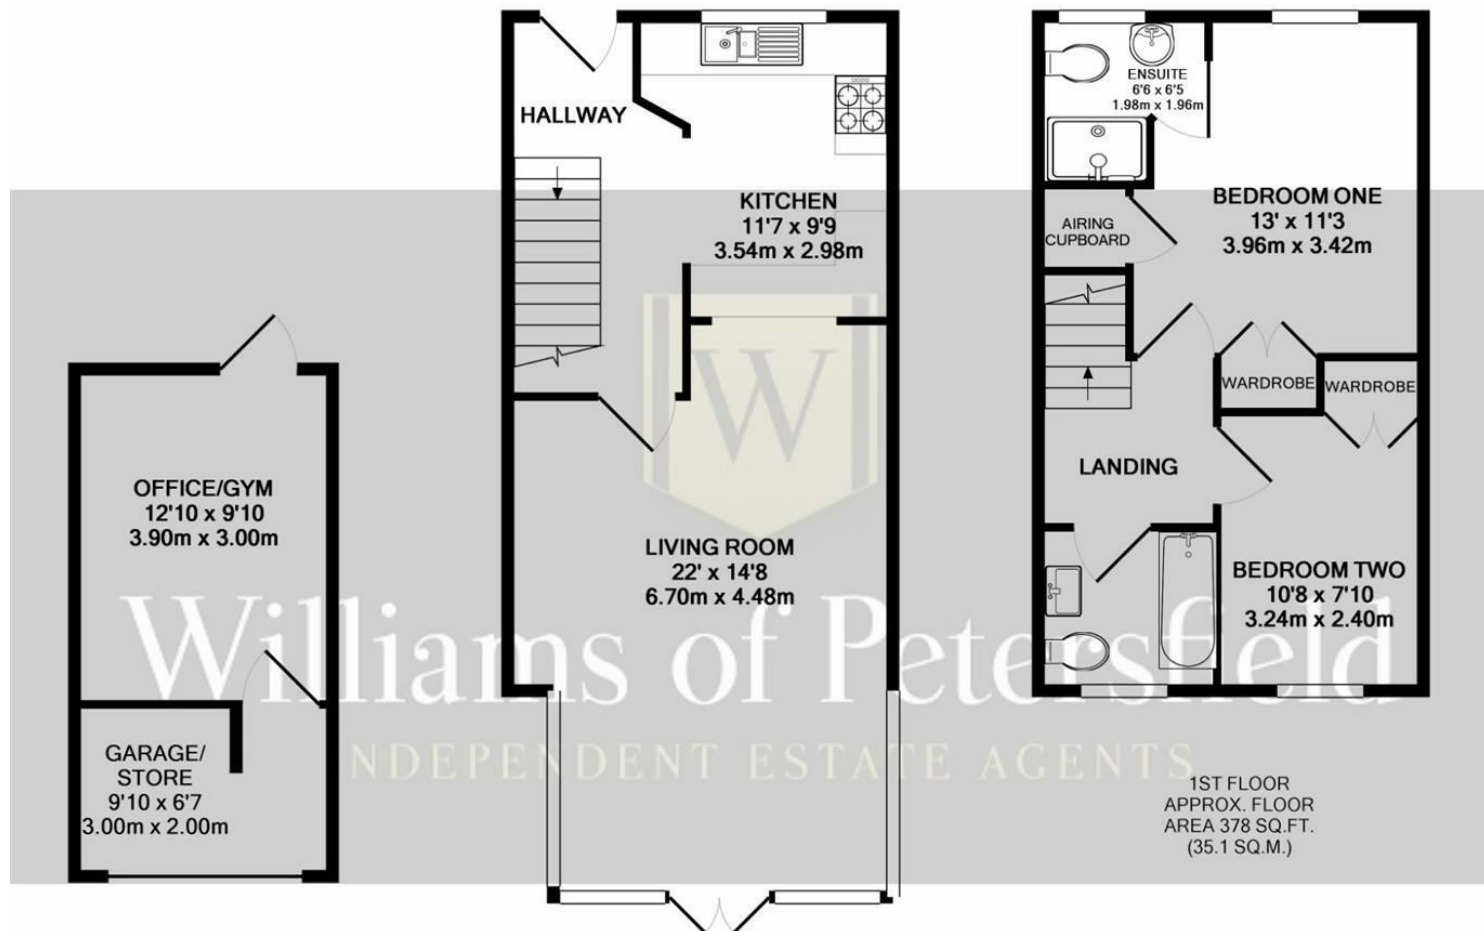 HALLWAY
KITCHEN
11'7 x 9'9
3.54m x 2.98m
LIVING ROOM
22' x 14'8
6.70m x 4.48m
OFFICE/GYM
12'10 x 9'10
3.90m x 3.00m
GARAGE/
STORE
9'10 x 6'7
3.00m x 2.00m
ENSUITE
6'6 x 6'5
1.98m x 1.96m
BEDROOM ONE
13' x 11'3
3.96m x 3.42m
AIRING
CUPBOARD
WARDROBE
WARDROBE
LANDING
BEDROOM TWO
10'8 x 7'10
3.24m x 2.40m
1ST FLOOR
APPROX. FLOOR
AREA 378 SQ.FT.
(35.1 SQ.M.)
W
Williams of Petersfield
INDEPENDENT ESTATE AGENTS